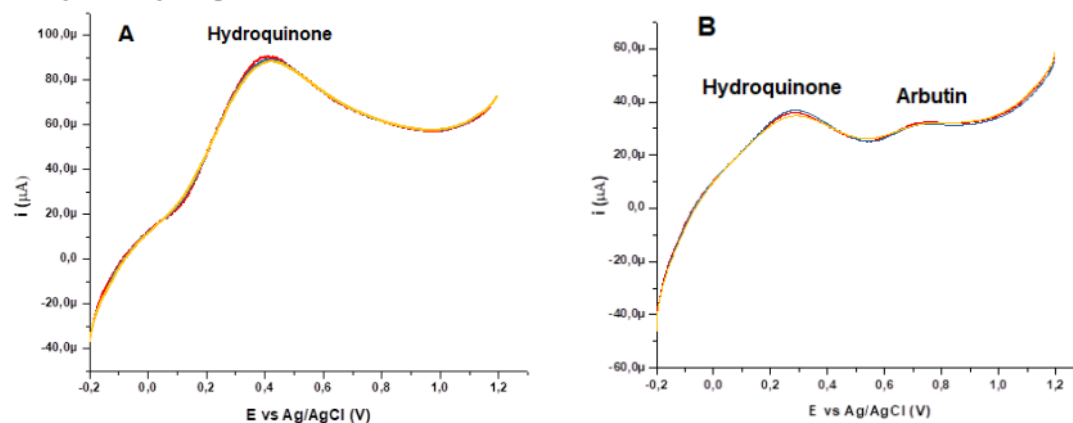 A
Hydroquinone
100,0μ
80,0μ
60,0μ
40,0μ
20,0μ
0,0
-20,0μ
-40,0μ
i (μA)
-0,2 0,0 0,2 0,4 0,6 0,8 1,0 1,2
E vs Ag/AgCl (V)
B
Hydroquinone
Arbutin
60,0μ
40,0μ
20,0μ
0,0
-20,0μ
-40,0μ
-60,0μ
i (μA)
-0,2 0,0 0,2 0,4 0,6 0,8 1,0 1,2
E vs Ag/AgCl (V)